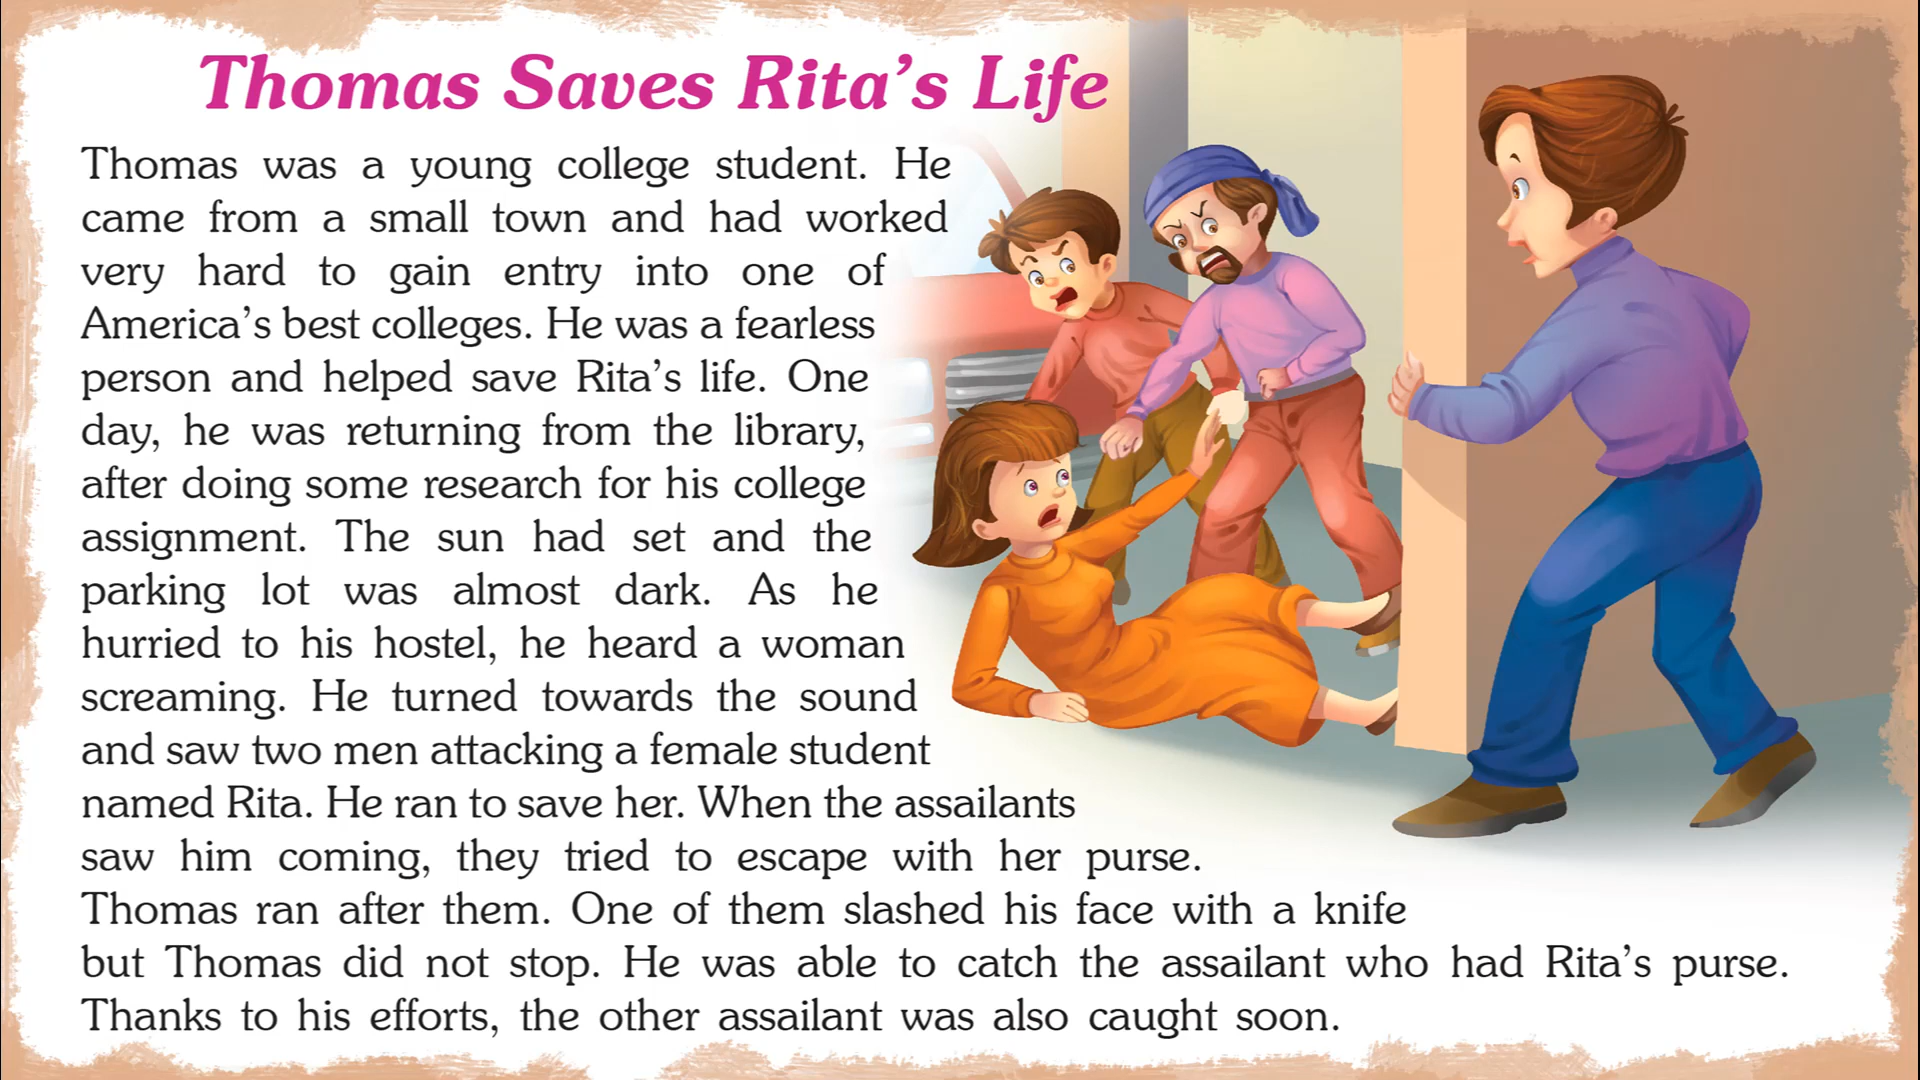 Thomas Saves Rita's Life
Thomas was a young college student. He
came from a small town and had worked
very hard to gain entry into one of
America's best colleges. He was a fearless
person and helped save Rita's life. One
day, he was returning from the library,
after doing some research for his college
assignment. The sun had set and the
parking lot was almost dark. As he
hurried to his hostel, he heard a woman
screaming. He turned towards the sound
and saw two men attacking a female student
named Rita. He ran to save her. When the assailants
saw him coming, they tried to escape with her purse.
Thomas ran after them. One of them slashed his face with a knife
but Thomas did not stop. He was able to catch the assailant who had Rita's purse.
Thanks to his efforts, the other assailant was also caught soon.